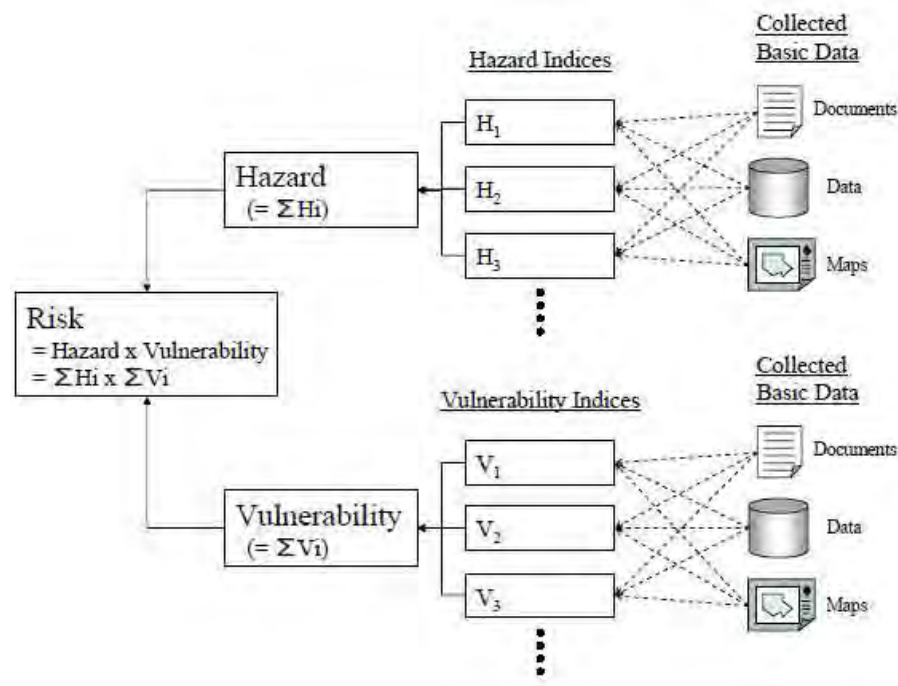 Collected
Basic Data
Hazard Indices
Documents
H1
Hazard
(= ΣHi)
H2
Data
H3
Maps
Risk
= Hazard x Vulnerability
= ΣHi x ΣVi
Collected
Basic Data
Vulnerability Indices
Documents
V1
Vulnerability
(= ΣVi)
V2
Data
V3
Maps